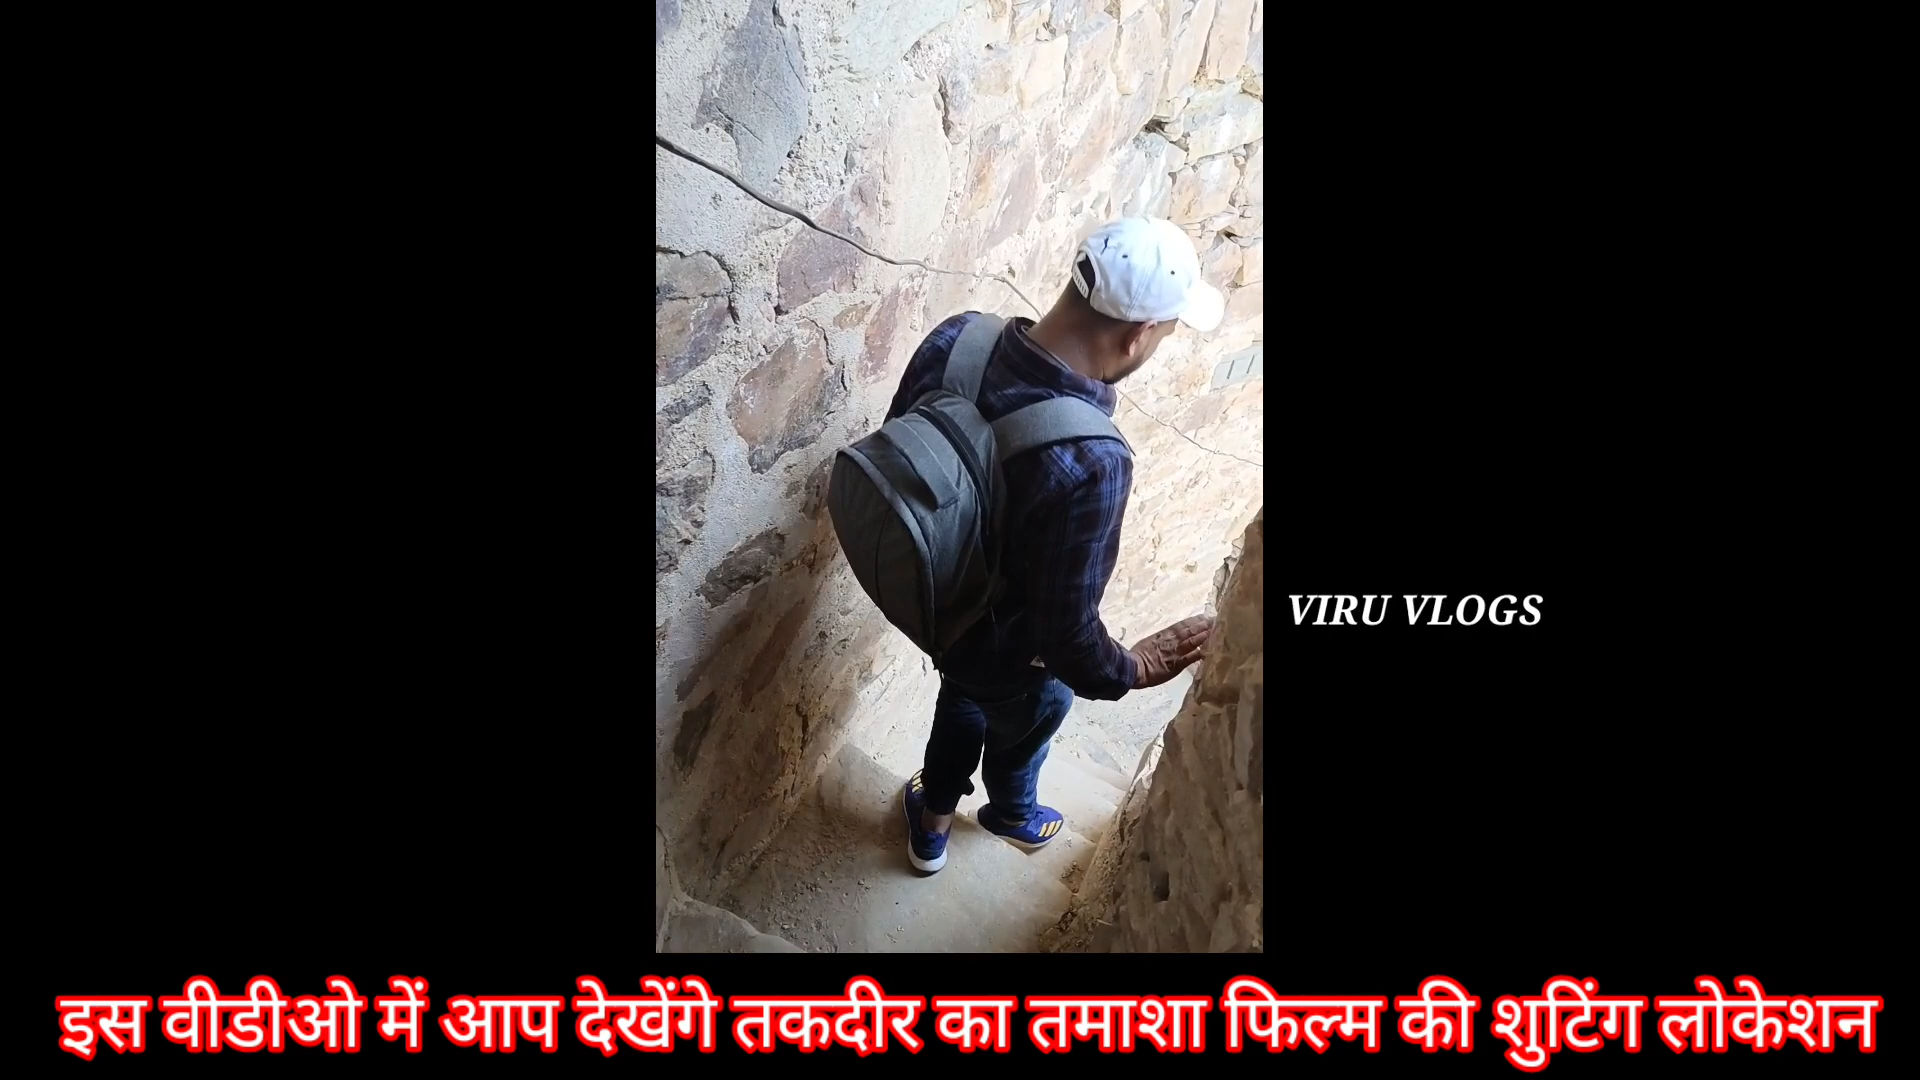 VIRU VLOGS
इस वीडीओ में आप देखेंगे तकदीर का तमाशा फिल्म की शुटिंग लोकेशन